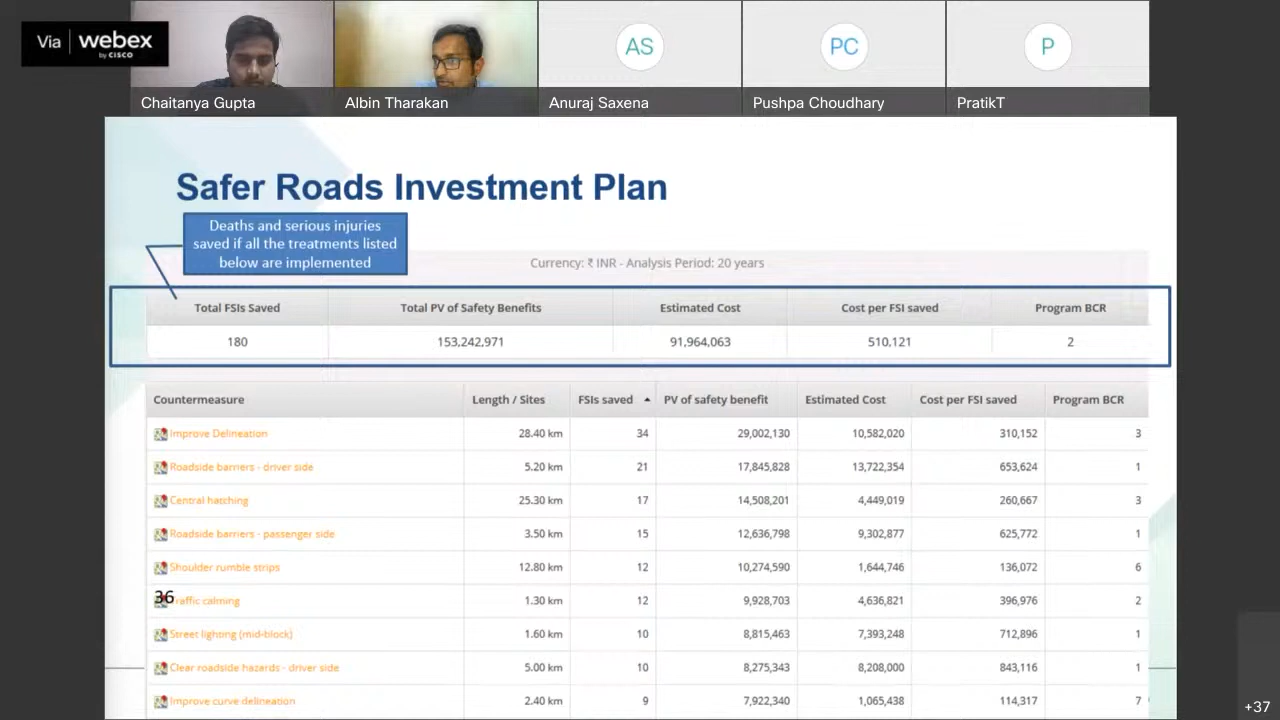 Via webex
by CISCO
Chaitanya Gupta
Albin Tharakan
AS
Anuraj Saxena
PC
Pushpa Choudhary
P
PratikT
Safer Roads Investment Plan
Deaths and serious injuries
saved if all the treatments listed
below are implemented
Currency: ₹ INR - Analysis Period: 20 years
Total FSIs Saved Total PV of Safety Benefits Estimated Cost Cost per FSI saved Program BCR
180 153,242,971 91,964,063 510,121 2
Countermeasure Length / Sites FSIs saved PV of safety benefit Estimated Cost Cost per FSI saved Program BCR
Improve Delineation 28.40 km 34 29,002,130 10,582,020 310,152 3
Roadside barriers - driver side 5.20 km 21 17,845,828 13,722,354 653,624 1
Central hatching 25.30 km 17 14,508,201 4,449,019 260,667 3
Roadside barriers - passenger side 3.50 km 15 12,636,798 9,302,877 625,772 1
Shoulder rumble strips 12.80 km 12 10,274,590 1,644,746 136,072 6
36 raffic calming 1.30 km 12 9,928,703 4,636,821 396,976 2
Street lighting (mid-block) 1.60 km 10 8,815,463 7,393,248 712,896 1
Clear roadside hazards - driver side 5.00 km 10 8,275,343 8,208,000 843,116 1
Improve curve delineation 2.40 km 9 7,922,340 1,065,438 114,317 7
+37